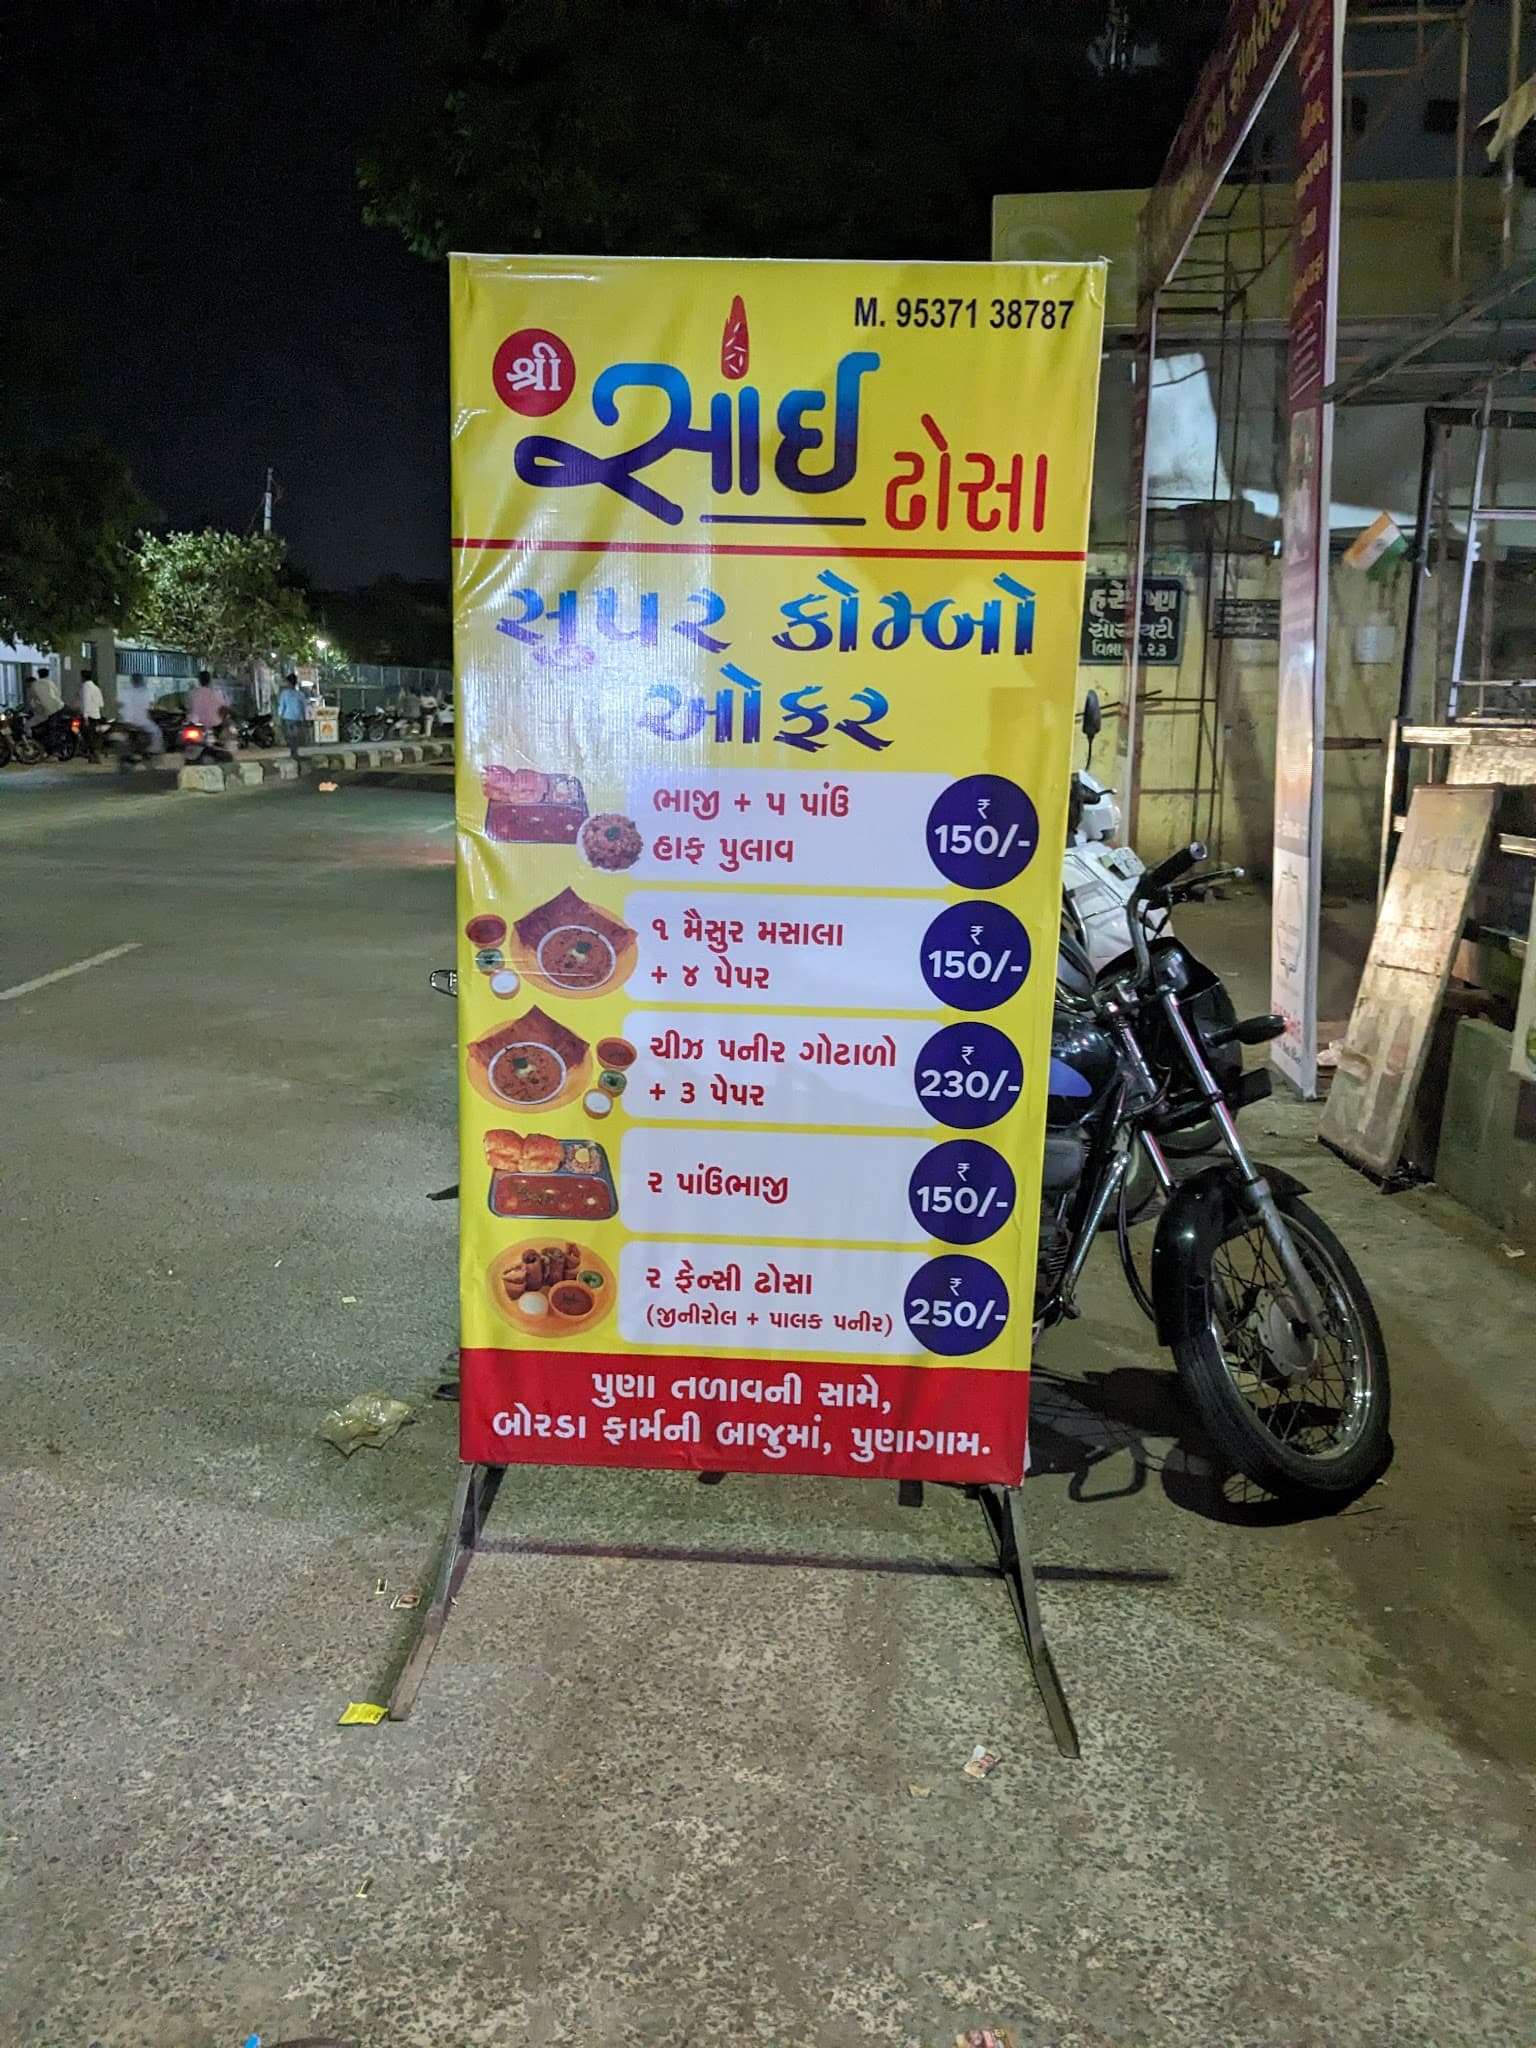 M. 95371 38787
શ્રી
સાંઈ
ઢોસા
સુપર કોમ્બો
ઓફર
ભાજી + ૫ પાંઉ
હાફ પુલાવ
₹
150/-
૧ મૈસુર મસાલા
+ ૪ પેપર
₹
150/-
ચીઝ પનીર ગોટાળો
+ ૩ પેપર
₹
230/-
૨ પાંઉભાજી
₹
150/-
૨ ફેન્સી ઢોસા
(જીનીરોલ + પાલક પનીર)
₹
250/-
પુણા તળાવની સામે,
બોરડા ફાર્મની બાજુમાં, પુણાગામ.